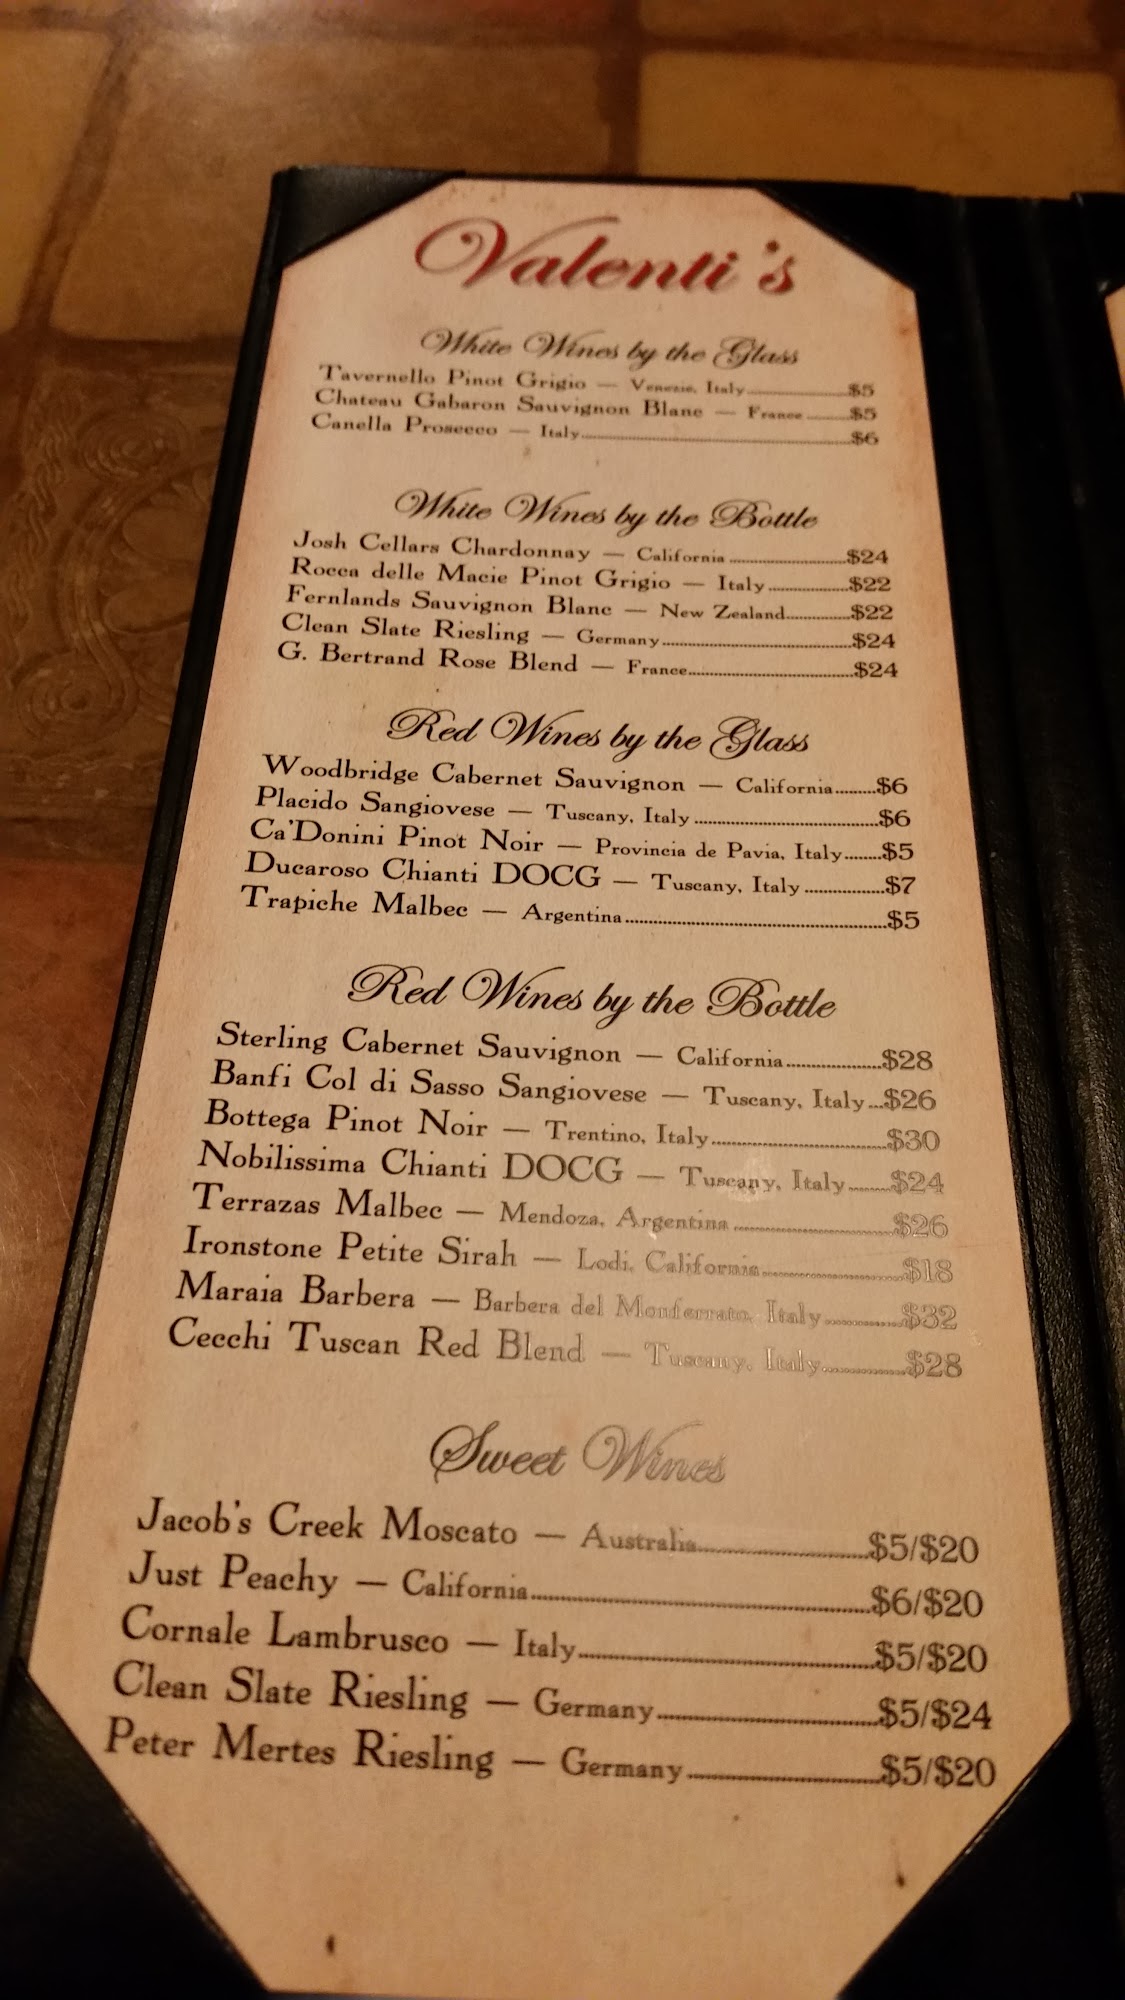 Valenti's
White Wines by the Glass
Tavernello Pinot Grigio — Venezie, Italy..........$5
Chateau Gabaron Sauvignon Blanc — France..........$5
Canella Prosecco — Italy..........$6
White Wines by the Bottle
Josh Cellars Chardonnay — California..........$24
Rocca delle Macie Pinot Grigio — Italy..........$22
Fernlands Sauvignon Blanc — New Zealand..........$22
Clean Slate Riesling — Germany..........$24
G. Bertrand Rose Blend — France..........$24
Red Wines by the Glass
Woodbridge Cabernet Sauvignon — California..........$6
Placido Sangiovese — Tuscany, Italy..........$6
Ca'Donini Pinot Noir — Provincia de Pavia, Italy..........$5
Ducaroso Chianti DOCG — Tuscany, Italy..........$7
Trapiche Malbec — Argentina..........$5
Red Wines by the Bottle
Sterling Cabernet Sauvignon — California..........$28
Banfi Col di Sasso Sangiovese — Tuscany, Italy...$26
Bottega Pinot Noir — Trentino, Italy..........$30
Nobilissima Chianti DOCG — Tuscany, Italy..........$24
Terrazas Malbec — Mendoza, Argentina..........$26
Ironstone Petite Sirah — Lodi, California..........$18
Maraia Barbera — Barbera del Monferrato, Italy..........$32
Cecchi Tuscan Red Blend — Tuscany, Italy..........$28
Sweet Wines
Jacob's Creek Moscato — Australia..........$5/$20
Just Peachy — California..........$6/$20
Cornale Lambrusco — Italy..........$5/$20
Clean Slate Riesling — Germany..........$5/$24
Peter Mertes Riesling — Germany..........$5/$20